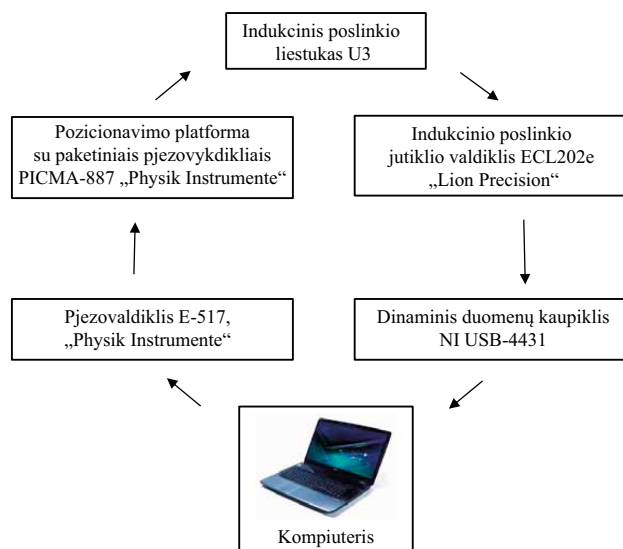 Indukcinis poslinkio
liestukas U3
Pozicionavimo platforma
su paketiniais pjezovykdikliais
PICMA-887 „Physik Instrumente“
Indukcinio poslinkio
jutiklio valdiklis ECL202e
„Lion Precision“
Pjezovaldiklis E-517,
„Physik Instrumente“
Dinaminis duomenų kaupiklis
NI USB-4431
Kompiuteris